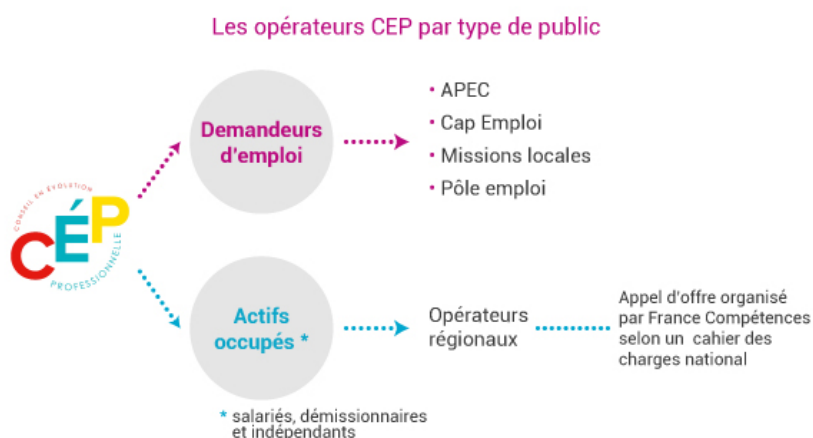 Les opérateurs CEP par type de public
Demandeurs
d'emploi
• APEC
• Cap Emploi
• Missions locales
• Pôle emploi
CONSEIL EN ÉVOLUTION
CÉP
PROFESSIONNELLE
Actifs
occupés *
Opérateurs
régionaux
Appel d'offre organisé
par France Compétences
selon un cahier des
charges national
* salariés, démissionnaires
et indépendants